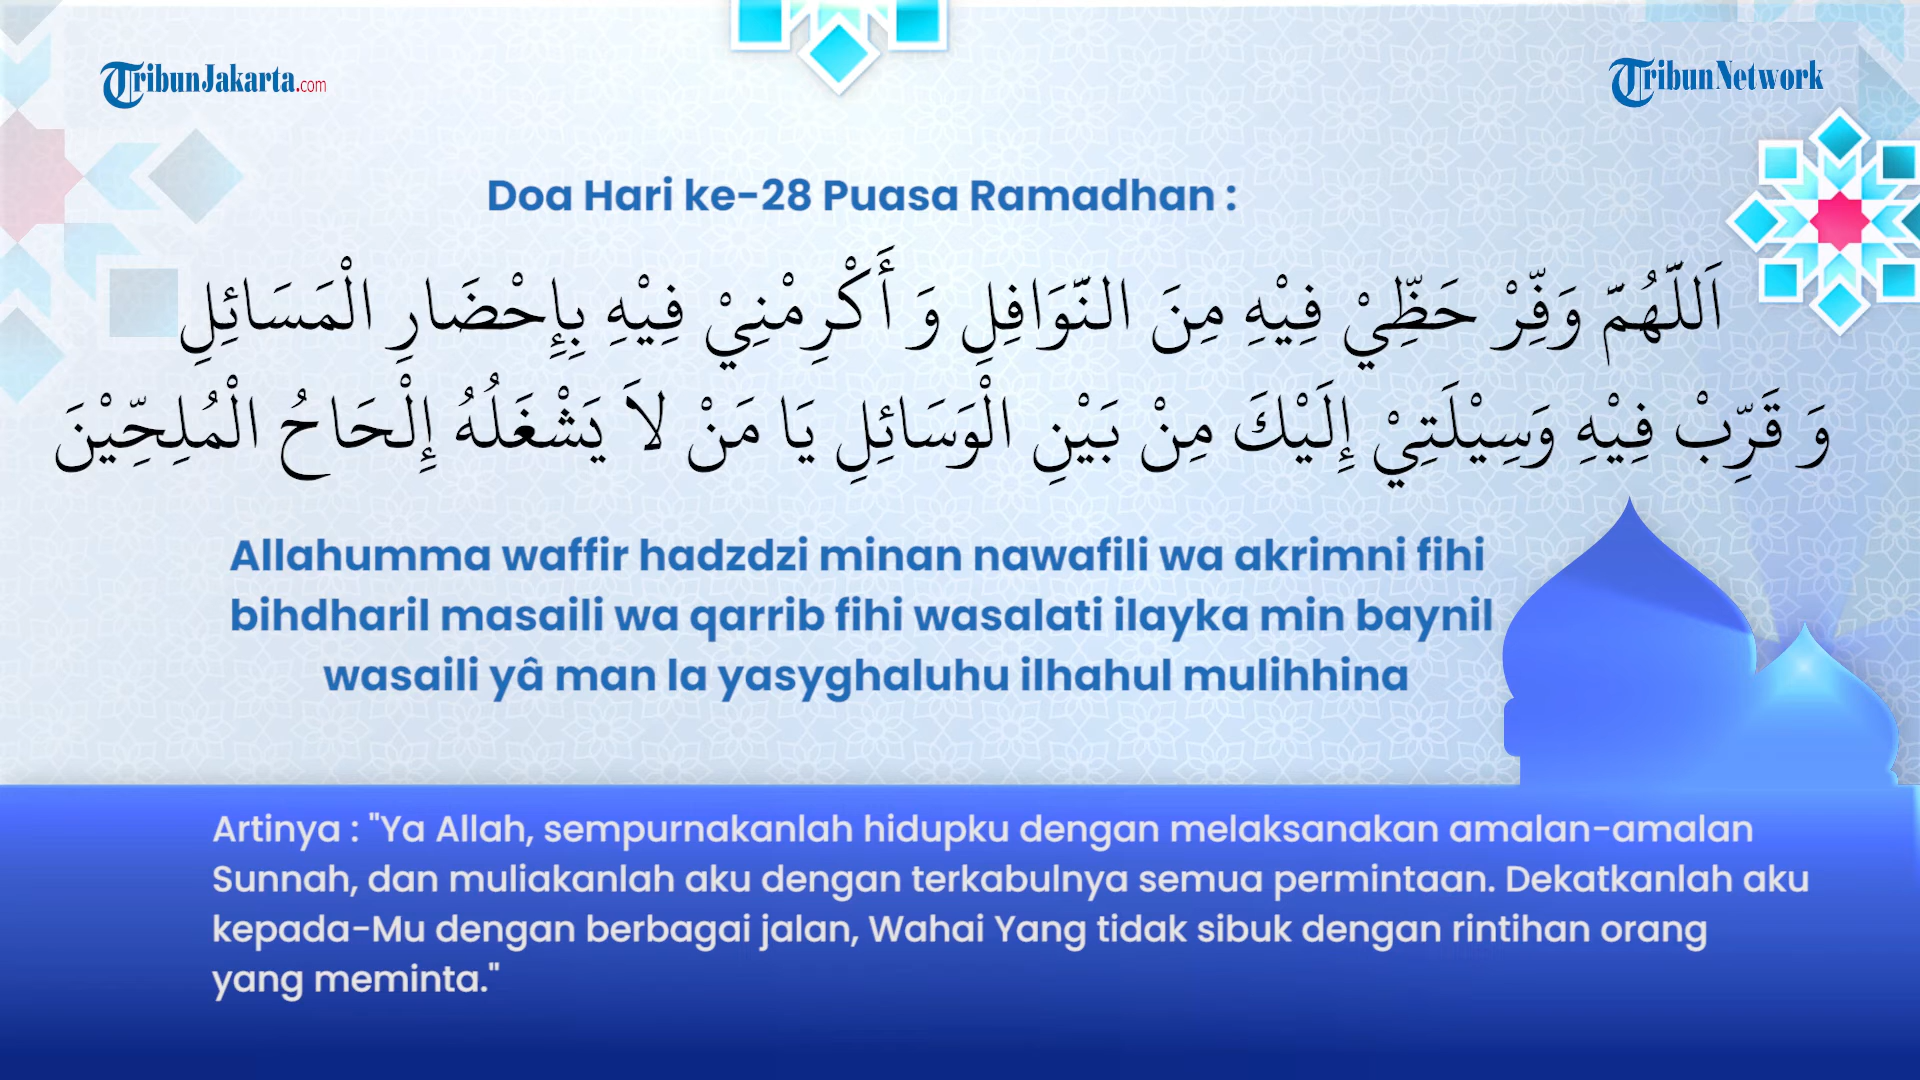 TribunJakarta.com
TribunNetwork
Doa Hari ke-28 Puasa Ramadhan :
اَللّٰهُمَّ وَفِّرْ حَظِّيْ فِيْهِ مِنَ النَّوَافِلِ وَ أَكْرِمْنِيْ فِيْهِ بِإِحْضَارِ الْمَسَائِلِ
وَ قَرِّبْ فِيْهِ وَسِيْلَتِيْ إِلَيْكَ مِنْ بَيْنِ الْوَسَائِلِ يَا مَنْ لاَ يَشْغَلُهُ إِلْحَاحُ الْمُلِحِّيْنَ
Allahumma waffir hadzdzi minan nawafili wa akrimni fihi
bihdharil masaili wa qarrib fihi wasalati ilayka min baynil
wasaili yâ man la yasyghaluhu ilhahul mulihhina
Artinya : "Ya Allah, sempurnakanlah hidupku dengan melaksanakan amalan-amalan
Sunnah, dan muliakanlah aku dengan terkabulnya semua permintaan. Dekatkanlah aku
kepada-Mu dengan berbagai jalan, Wahai Yang tidak sibuk dengan rintihan orang
yang meminta."